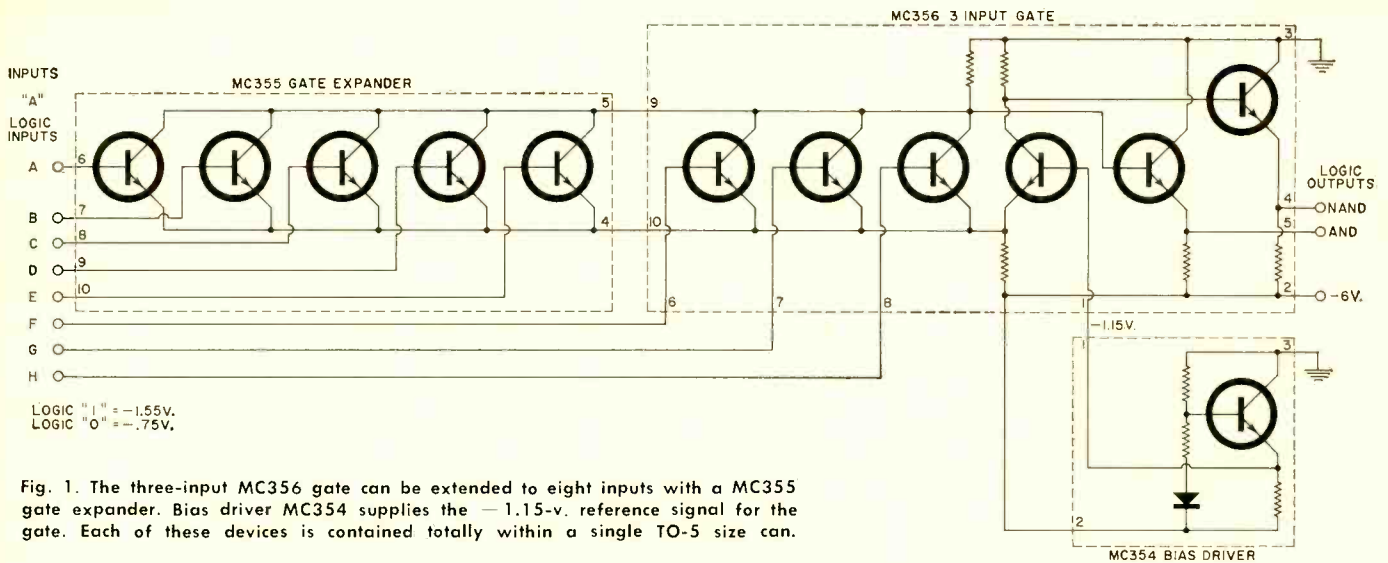 MC356 3 INPUT GATE
INPUTS
"A"
LOGIC
INPUTS
MC355 GATE EXPANDER
3
5
9
A
6
LOGIC
OUTPUTS
4
NAND
B
7
4
10
5
AND
C
8
D
9
E
10
6
7
8
1
2
-6V.
F
-1.15V.
G
1
3
H
LOGIC "1" = -1.55V.
LOGIC "0" = -.75V.
2
MC354 BIAS DRIVER
Fig. 1. The three-input MC356 gate can be extended to eight inputs with a MC355
gate expander. Bias driver MC354 supplies the —1.15-v. reference signal for the
gate. Each of these devices is contained totally within a single TO-5 size can.